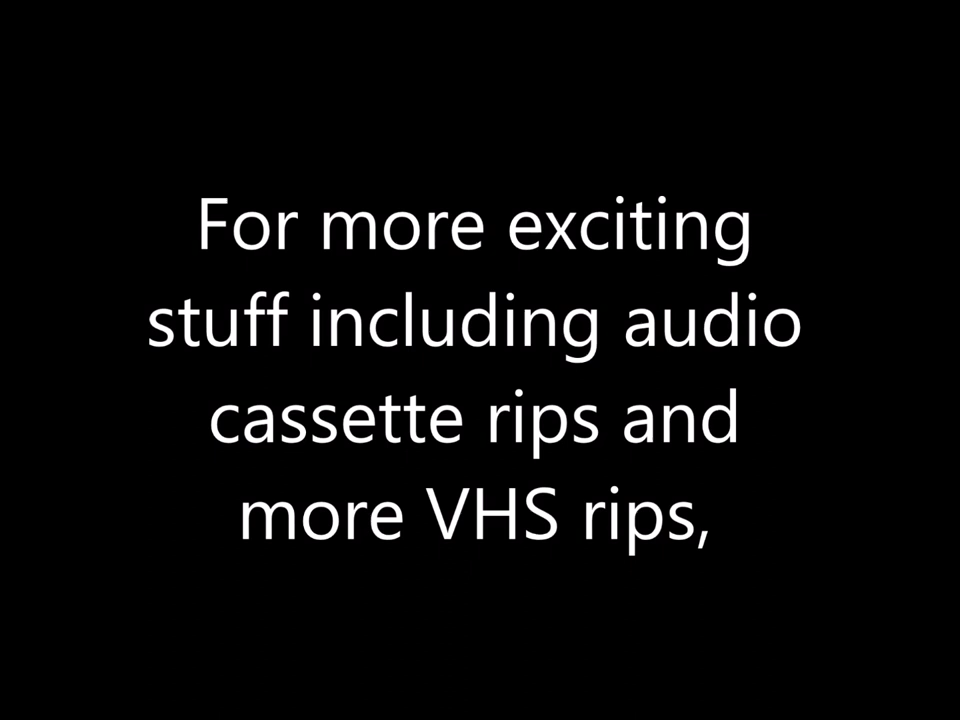 For more exciting
stuff including audio
cassette rips and
more VHS rips,